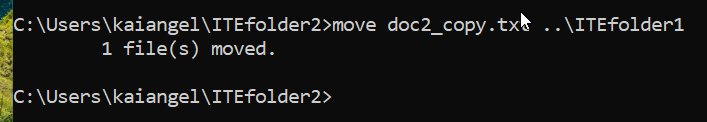 C:\Users\kaiangel\ITEfolder2>move doc2_copy.txt ..\ITEfolder1
1 file(s) moved.
C:\Users\kaiangel\ITEfolder2>